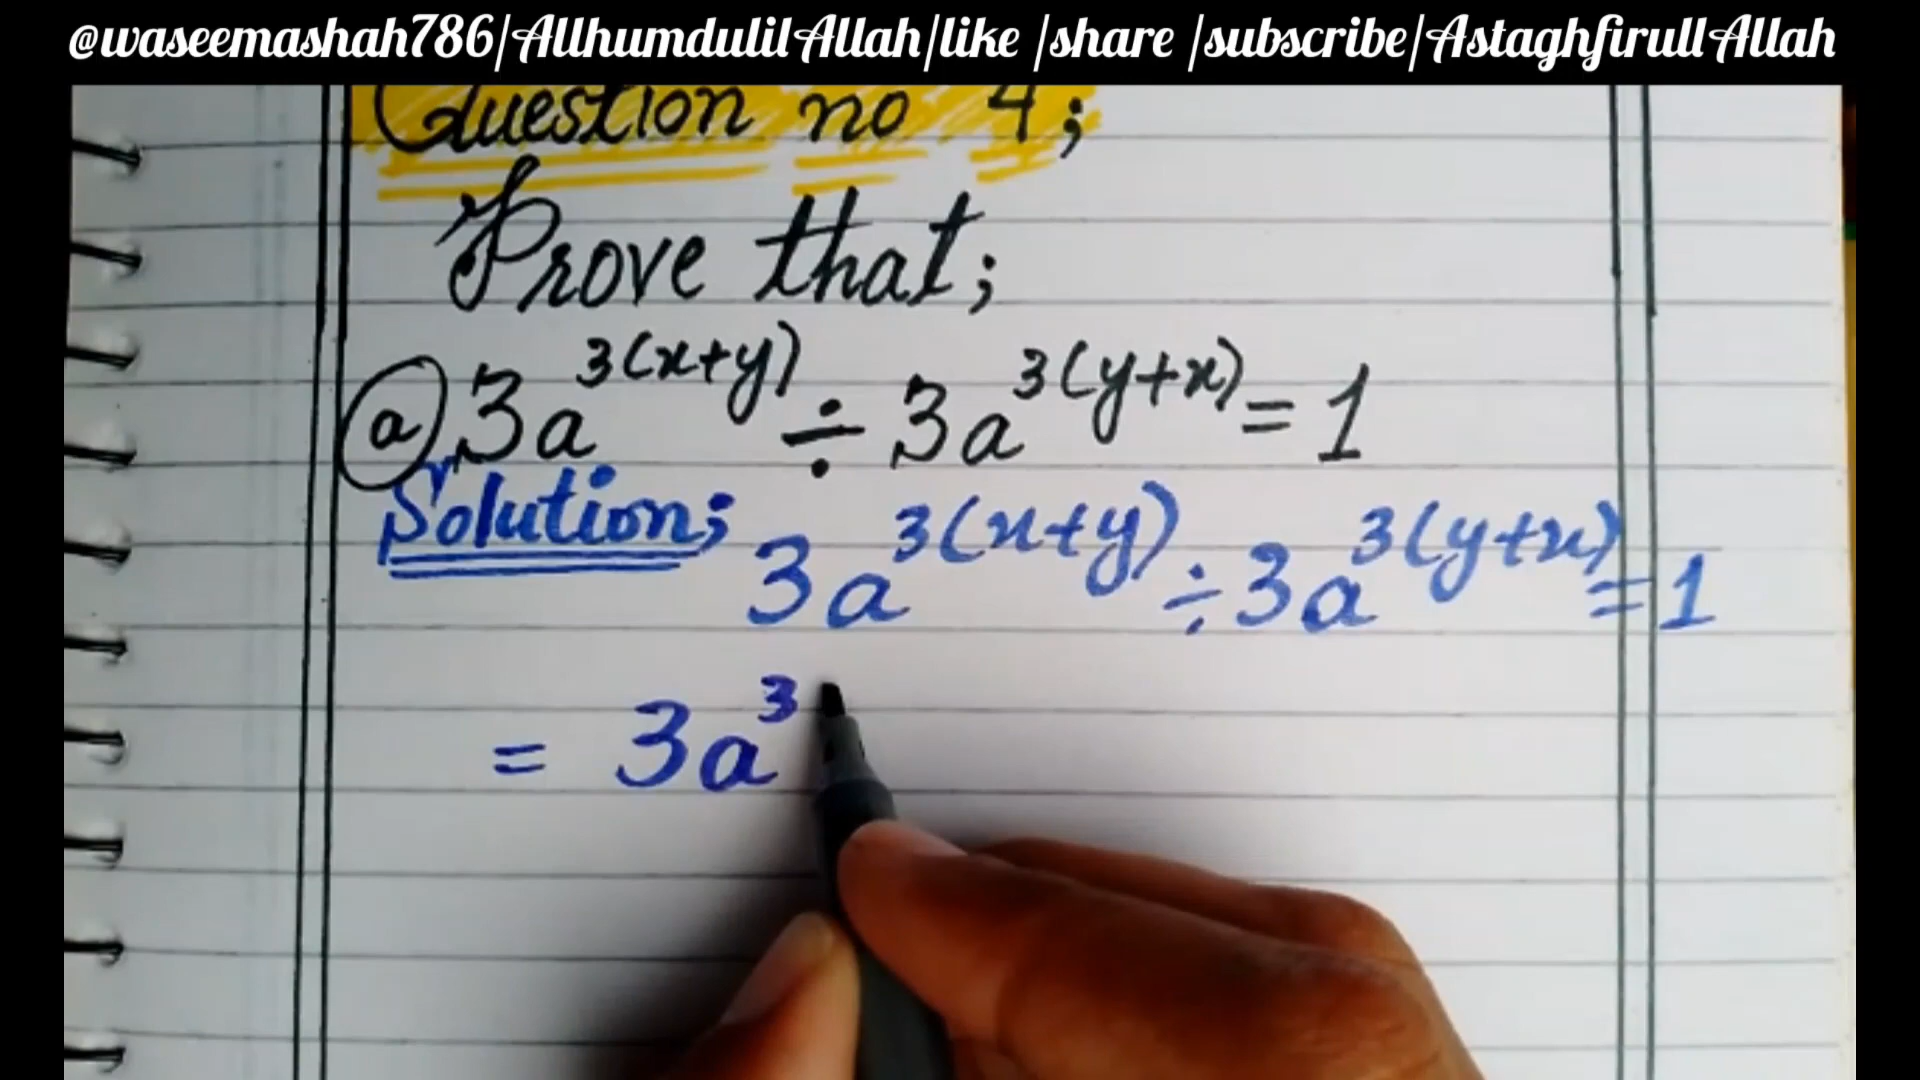 @waseemashah786/AllhumdulilAllah/like /share /subscribe/AstaghfirullAllah
Question no 4;
Prove that;
(a) 3a^3(x+y) ÷ 3a^3(y+x) = 1
Solution; 3a^3(x+y) ÷ 3a^3(y+x) = 1
= 3a^3